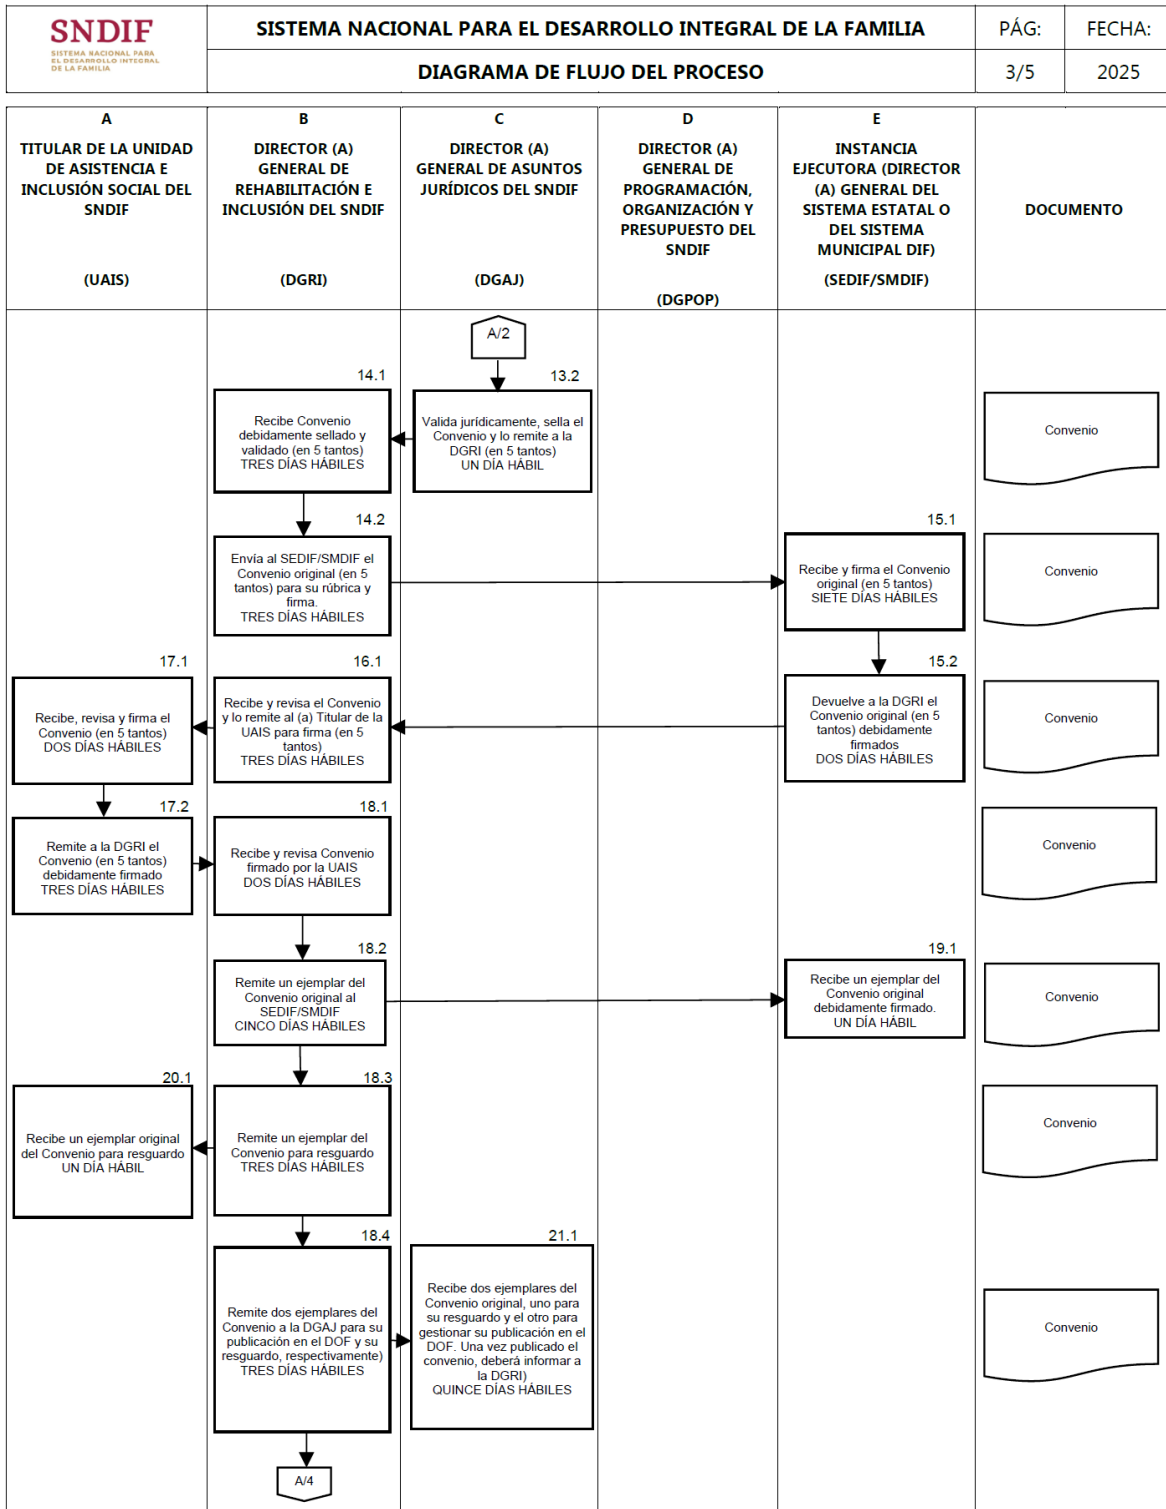 SNDIF
SISTEMA NACIONAL PARA
EL DESARROLLO INTEGRAL
DE LA FAMILIA
SISTEMA NACIONAL PARA EL DESARROLLO INTEGRAL DE LA FAMILIA
PÁG:
FECHA:
DIAGRAMA DE FLUJO DEL PROCESO
3/5
2025
A
TITULAR DE LA UNIDAD
DE ASISTENCIA E
INCLUSIÓN SOCIAL DEL
SNDIF
(UAIS)
B
DIRECTOR (A)
GENERAL DE
REHABILITACIÓN E
INCLUSIÓN DEL SNDIF
(DGRI)
C
DIRECTOR (A)
GENERAL DE ASUNTOS
JURÍDICOS DEL SNDIF
(DGAJ)
D
DIRECTOR (A)
GENERAL DE
PROGRAMACIÓN,
ORGANIZACIÓN Y
PRESUPUESTO DEL
SNDIF
(DGPOP)
E
INSTANCIA
EJECUTORA (DIRECTOR
(A) GENERAL DEL
SISTEMA ESTATAL O
DEL SISTEMA
MUNICIPAL DIF)
(SEDIF/SMDIF)
DOCUMENTO
A/2
13.2
Valida jurídicamente, sella el
Convenio y lo remite a la
DGRI (en 5 tantos)
UN DÍA HÁBIL
14.1
Recibe Convenio
debidamente sellado y
validado (en 5 tantos)
TRES DÍAS HÁBILES
Convenio
14.2
Envía al SEDIF/SMDIF el
Convenio original (en 5
tantos) para su rúbrica y
firma.
TRES DÍAS HÁBILES
15.1
Recibe y firma el Convenio
original (en 5 tantos)
SIETE DÍAS HÁBILES
Convenio
15.2
Devuelve a la DGRI el
Convenio original (en 5
tantos) debidamente
firmados
DOS DÍAS HÁBILES
16.1
Recibe y revisa el Convenio
y lo remite al (a) Titular de la
UAIS para firma (en 5
tantos)
TRES DÍAS HÁBILES
17.1
Recibe, revisa y firma el
Convenio (en 5 tantos)
DOS DÍAS HÁBILES
Convenio
17.2
Remite a la DGRI el
Convenio (en 5 tantos)
debidamente firmado
TRES DÍAS HÁBILES
18.1
Recibe y revisa Convenio
firmado por la UAIS
DOS DÍAS HÁBILES
Convenio
18.2
Remite un ejemplar del
Convenio original al
SEDIF/SMDIF
CINCO DÍAS HÁBILES
19.1
Recibe un ejemplar del
Convenio original
debidamente firmado.
UN DÍA HÁBIL
Convenio
18.3
Remite un ejemplar del
Convenio para resguardo
TRES DÍAS HÁBILES
20.1
Recibe un ejemplar original
del Convenio para resguardo
UN DÍA HÁBIL
Convenio
18.4
Remite dos ejemplares del
Convenio a la DGAJ para su
publicación en el DOF y su
resguardo, respectivamente)
TRES DÍAS HÁBILES
21.1
Recibe dos ejemplares del
Convenio original, uno para
su resguardo y el otro para
gestionar su publicación en el
DOF. Una vez publicado el
convenio, deberá informar a
la DGRI)
QUINCE DÍAS HÁBILES
Convenio
A/4